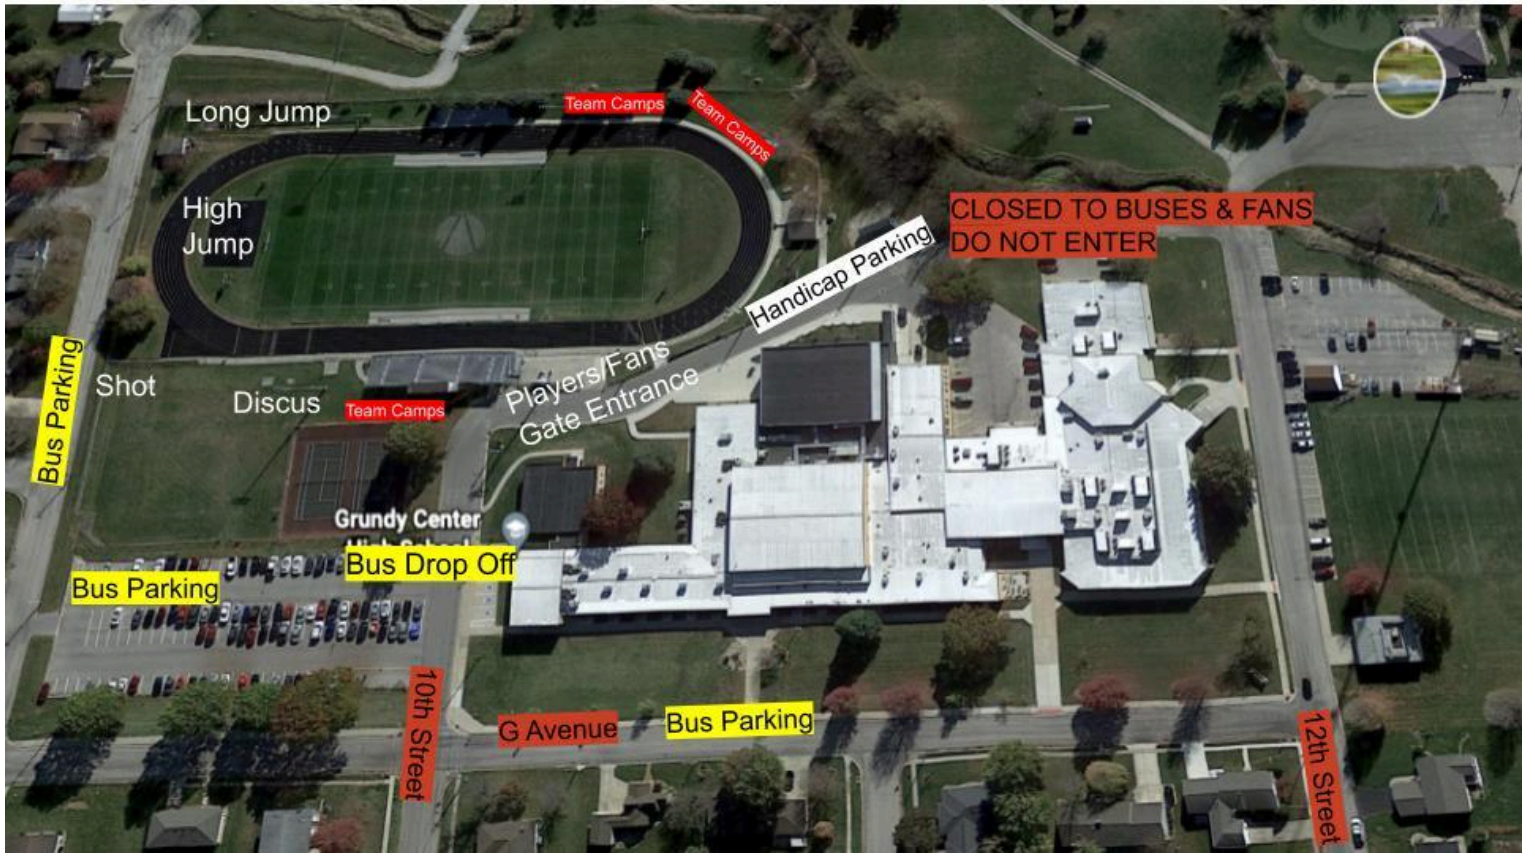 Long Jump
Team Camps
Team Camps
High
Jump
CLOSED TO BUSES & FANS
DO NOT ENTER
Handicap Parking
Bus Parking
Shot
Discus
Team Camps
Players/Fans
Gate Entrance
Grundy Center
High School
Bus Drop Off
Bus Parking
10th Street
G Avenue
Bus Parking
12th Street